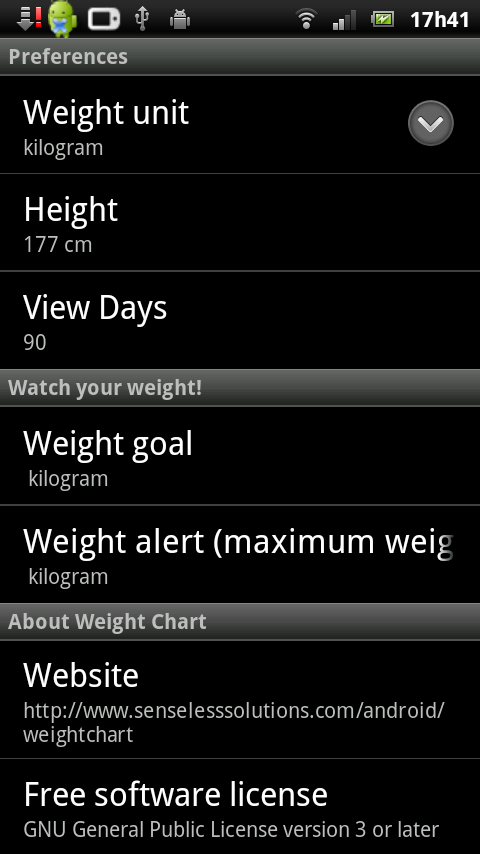 17h41
Preferences
Weight unit
kilogram
Height
177 cm
View Days
90
Watch your weight!
Weight goal
kilogram
Weight alert (maximum weig
kilogram
About Weight Chart
Website
http://www.senselesssolutions.com/android/
weightchart
Free software license
GNU General Public License version 3 or later